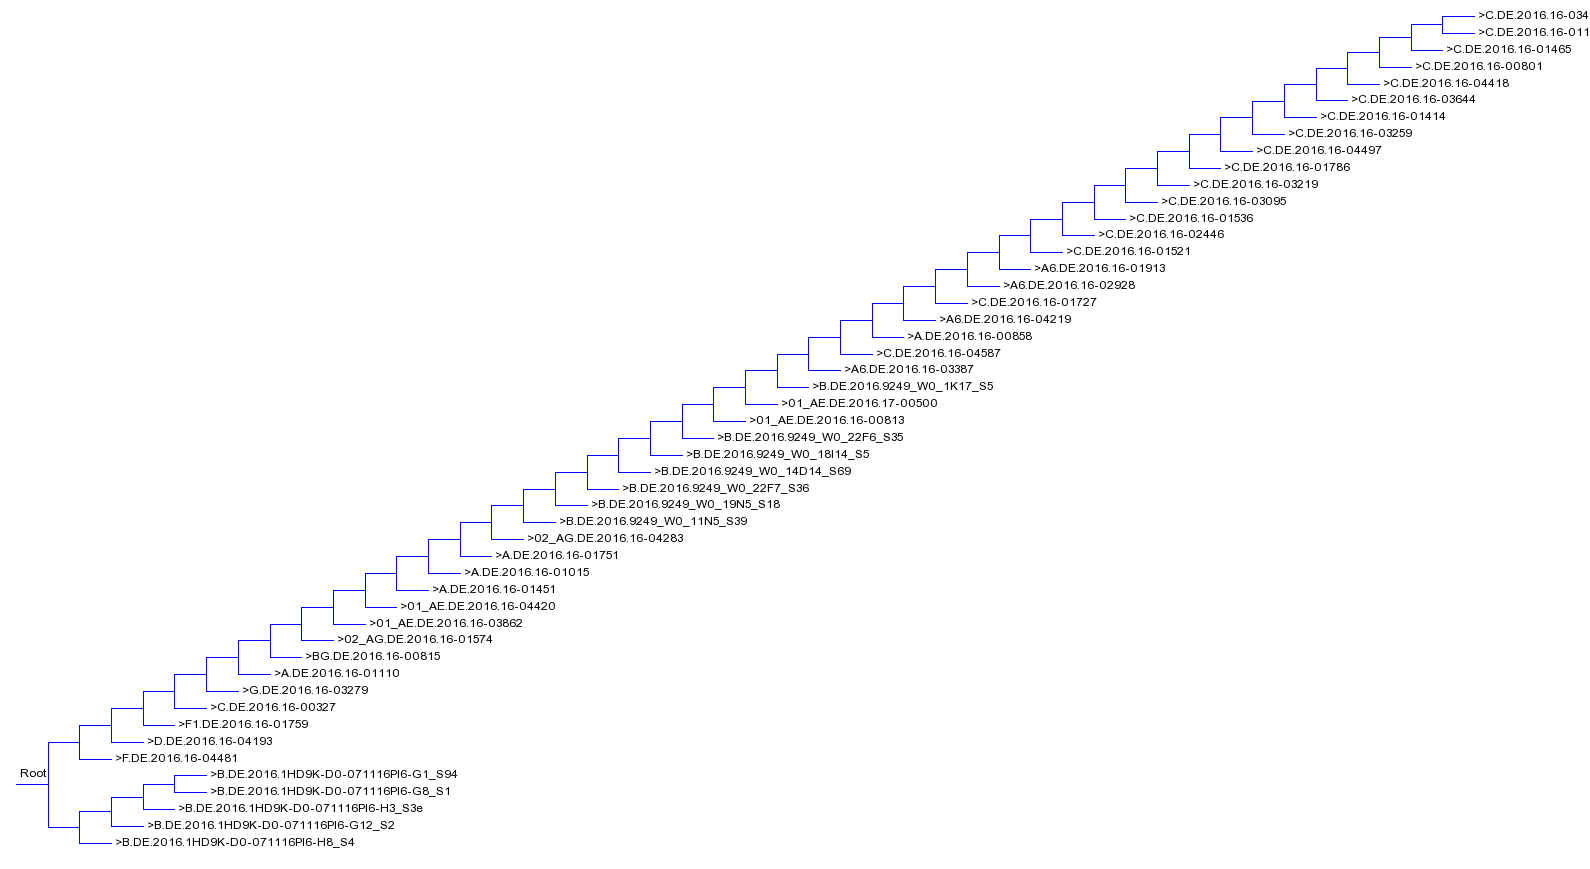 >C.DE.2016.16-034
>C.DE.2016.16-011
>C.DE.2016.16-01465
>C.DE.2016.16-00801
>C.DE.2016.16-04418
>C.DE.2016.16-03644
>C.DE.2016.16-01414
>C.DE.2016.16-03259
>C.DE.2016.16-04497
>C.DE.2016.16-01786
>C.DE.2016.16-03219
>C.DE.2016.16-03095
>C.DE.2016.16-01536
>C.DE.2016.16-02446
>C.DE.2016.16-01521
>A6.DE.2016.16-01913
>A6.DE.2016.16-02928
>C.DE.2016.16-01727
>A6.DE.2016.16-04219
>A.DE.2016.16-00858
>C.DE.2016.16-04587
>A6.DE.2016.16-03387
>B.DE.2016.9249_W0_1K17_S5
>01_AE.DE.2016.17-00500
>01_AE.DE.2016.16-00813
>B.DE.2016.9249_W0_22F6_S35
>B.DE.2016.9249_W0_18I14_S5
>B.DE.2016.9249_W0_14D14_S69
>B.DE.2016.9249_W0_22F7_S36
>B.DE.2016.9249_W0_19N5_S18
>B.DE.2016.9249_W0_11N5_S39
>02_AG.DE.2016.16-04283
>A.DE.2016.16-01751
>A.DE.2016.16-01015
>A.DE.2016.16-01451
>01_AE.DE.2016.16-04420
>01_AE.DE.2016.16-03862
>02_AG.DE.2016.16-01574
>BG.DE.2016.16-00815
>A.DE.2016.16-01110
>G.DE.2016.16-03279
>C.DE.2016.16-00327
>F1.DE.2016.16-01759
>D.DE.2016.16-04193
>F.DE.2016.16-04481
Root
>B.DE.2016.1HD9K-D0-071116PI6-G1_S94
>B.DE.2016.1HD9K-D0-071116PI6-G8_S1
>B.DE.2016.1HD9K-D0-071116PI6-H3_S3e
>B.DE.2016.1HD9K-D0-071116PI6-G12_S2
>B.DE.2016.1HD9K-D0-071116PI6-H8_S4